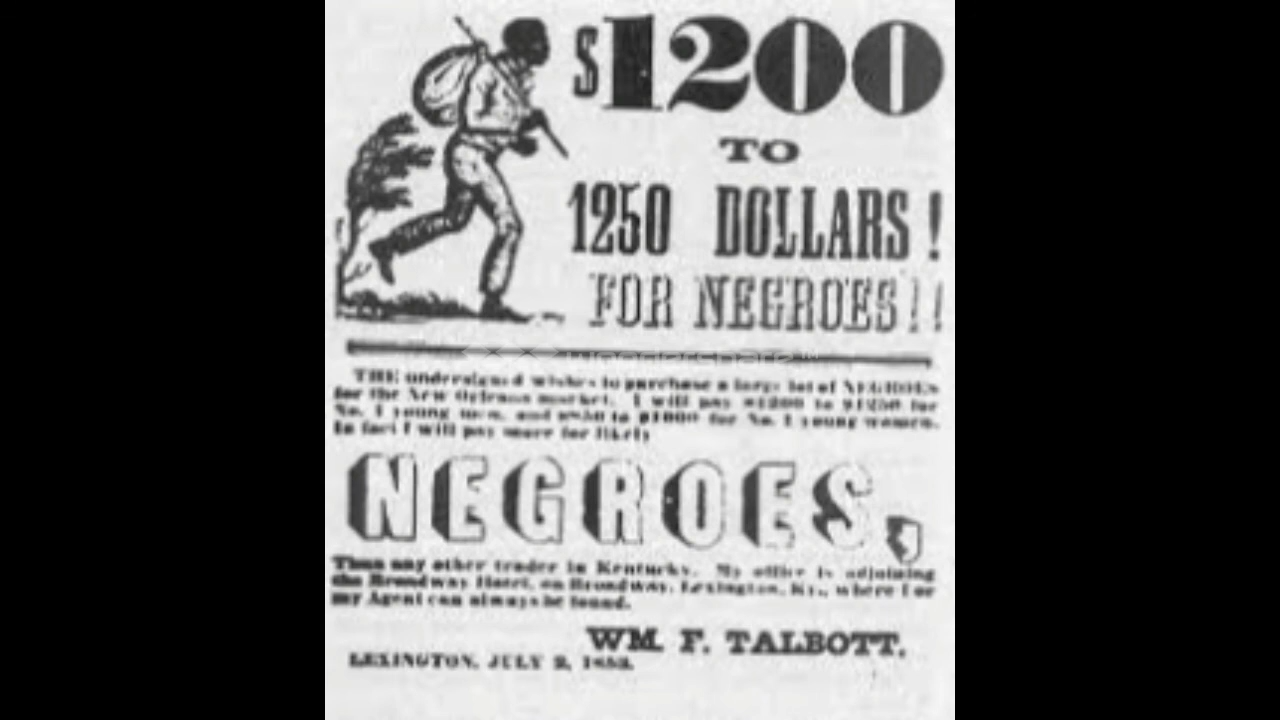 $1200
TO
1250 DOLLARS!
FOR NEGROES!!
THE undersigned wishes to purchase a large lot of NEGROES
for the New Orleans market. I will pay $1200 to $1250 for
No. 1 young men, and $850 to $1000 for No. 1 young women.
In fact I will pay more for likely
NEGROES,
Than any other trader in Kentucky. My office is adjoining
the Broadway Hotel, on Broadway, Lexington, Ky., where I or
my Agent can always be found.
WM. F. TALBOTT.
LEXINGTON, JULY 2, 1853.